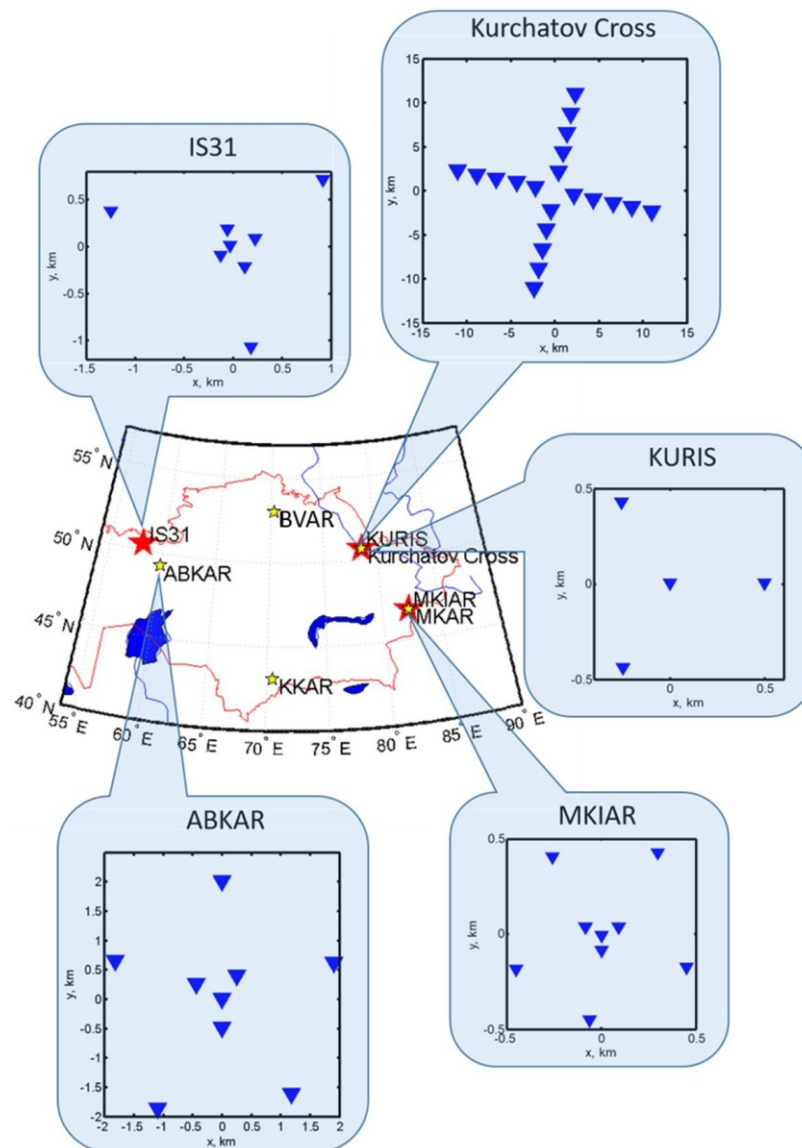 Kurchatov Cross
15
10
5
0
-5
-10
-15
y, km
-15 -10 -5 0 5 10 15
x, km
IS31
0.5
0
-0.5
-1
y, km
-1.5 -1 -0.5 0 0.5 1
x, km
55°N
50°N
45°N
40°N
55°E
60°E
65°E
70°E
75°E
80°E
85°E
90°E
IS31
BVAR
ABKAR
KURIS
Kurchatov Cross
MKIAR
MKAR
KKAR
KURIS
0.5
0
-0.5
y, km
0 0.5
x, km
ABKAR
2
1.5
1
0.5
0
-0.5
-1
-1.5
-2
y, km
-2 -1.5 -1 -0.5 0 0.5 1 1.5 2
x, km
MKIAR
0.5
0
-0.5
y, km
-0.5 0 0.5
x, km